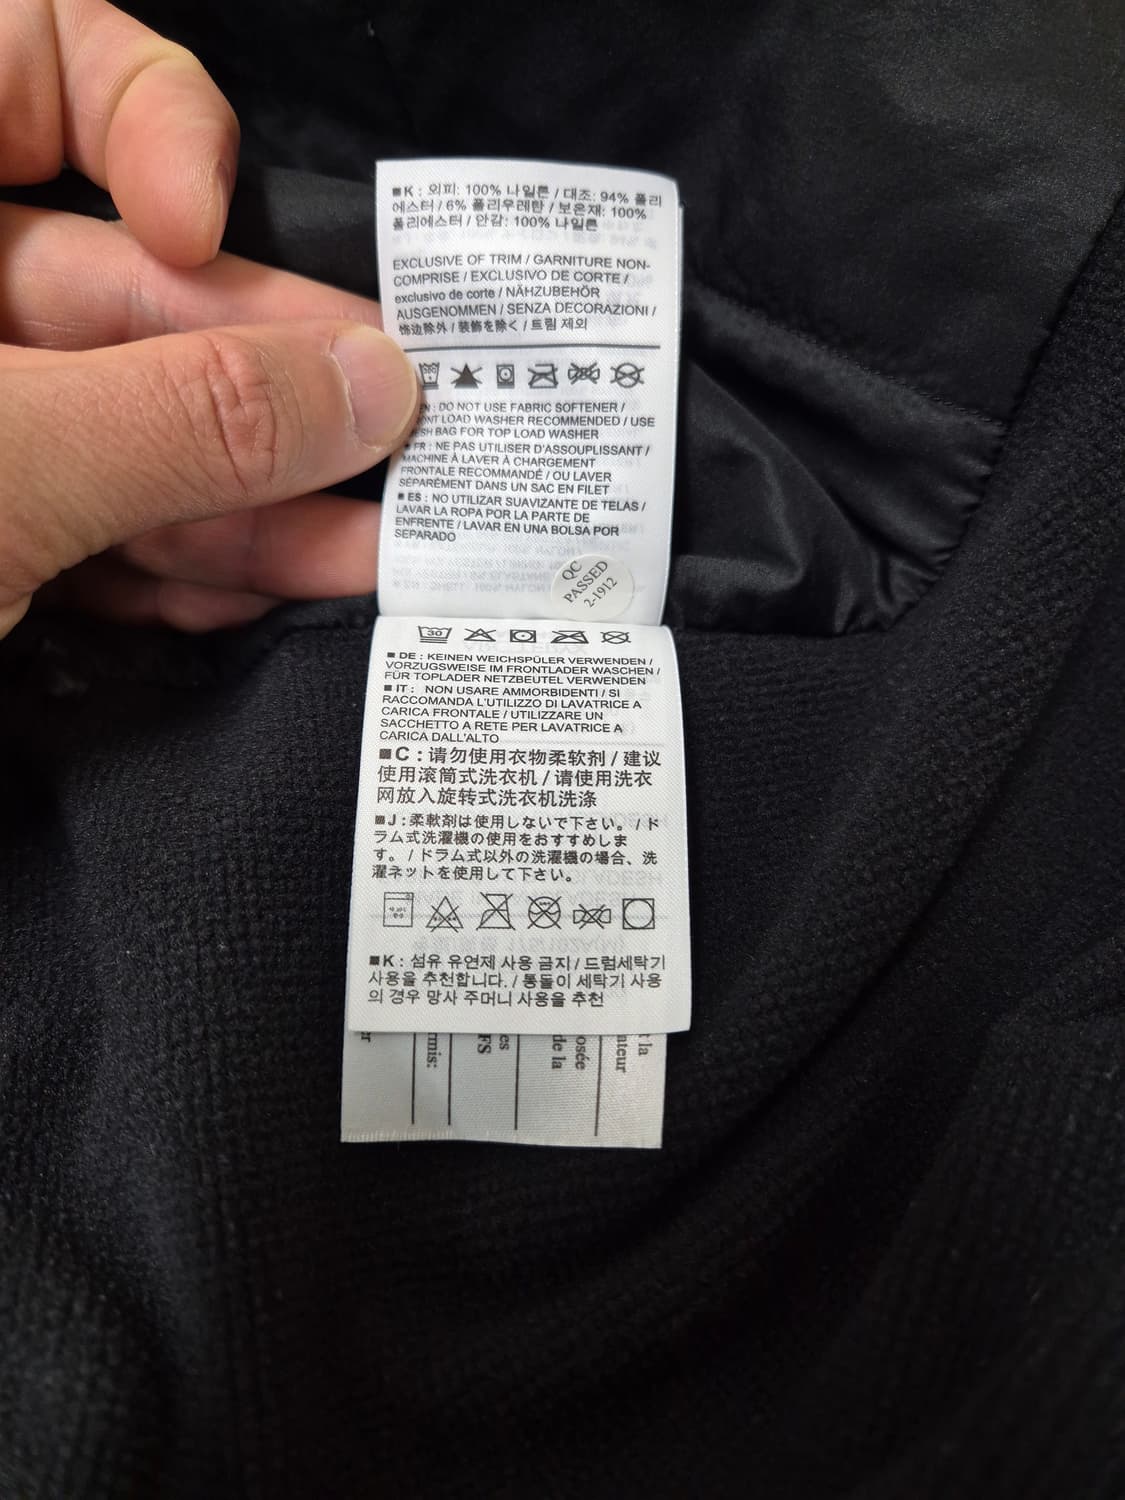 ■K : 외피: 100% 나일론 / 대조: 94% 폴리
에스터 / 6% 폴리우레탄 / 보온재: 100%
폴리에스터 / 안감: 100% 나일론
EXCLUSIVE OF TRIM / GARNITURE NON-
COMPRISE / EXCLUSIVO DE CORTE /
exclusivo de corte / NÄHZUBEHÖR
AUSGENOMMEN / SENZA DECORAZIONI /
饰边除外 / 装飾を除く / 트림 제외
: DO NOT USE FABRIC SOFTENER /
LOAD WASHER RECOMMENDED / USE
BAG FOR TOP LOAD WASHER
■ FR : NE PAS UTILISER D'ASSOUPLISSANT /
MACHINE À LAVER À CHARGEMENT
FRONTALE RECOMMANDÉ / OU LAVER
SÉPARÉMENT DANS UN SAC EN FILET
■ ES : NO UTILIZAR SUAVIZANTE DE TELAS /
LAVAR LA ROPA POR LA PARTE DE
ENFRENTE / LAVAR EN UNA BOLSA POR
SEPARADO
QC
PASSED
2-1912
30
■ DE : KEINEN WEICHSPÜLER VERWENDEN /
VORZUGSWEISE IM FRONTLADER WASCHEN /
FÜR TOPLADER NETZBEUTEL VERWENDEN
■ IT : NON USARE AMMORBIDENTI / SI
RACCOMANDA L'UTILIZZO DI LAVATRICE A
CARICA FRONTALE / UTILIZZARE UN
SACCHETTO A RETE PER LAVATRICE A
CARICA DALL'ALTO
■C : 请勿使用衣物柔软剂 / 建议
使用滚筒式洗衣机 / 请使用洗衣
网放入旋转式洗衣机洗涤
■J : 柔軟剤は使用しないで下さい。 / ド
ラム式洗濯機の使用をおすすめしま
す。 / ドラム式以外の洗濯機の場合、洗
濯ネットを使用して下さい。
■K : 섬유 유연제 사용 금지 / 드럼세탁기
사용을 추천합니다. / 통돌이 세탁기 사용
의 경우 망사 주머니 사용을 추천
la
de la